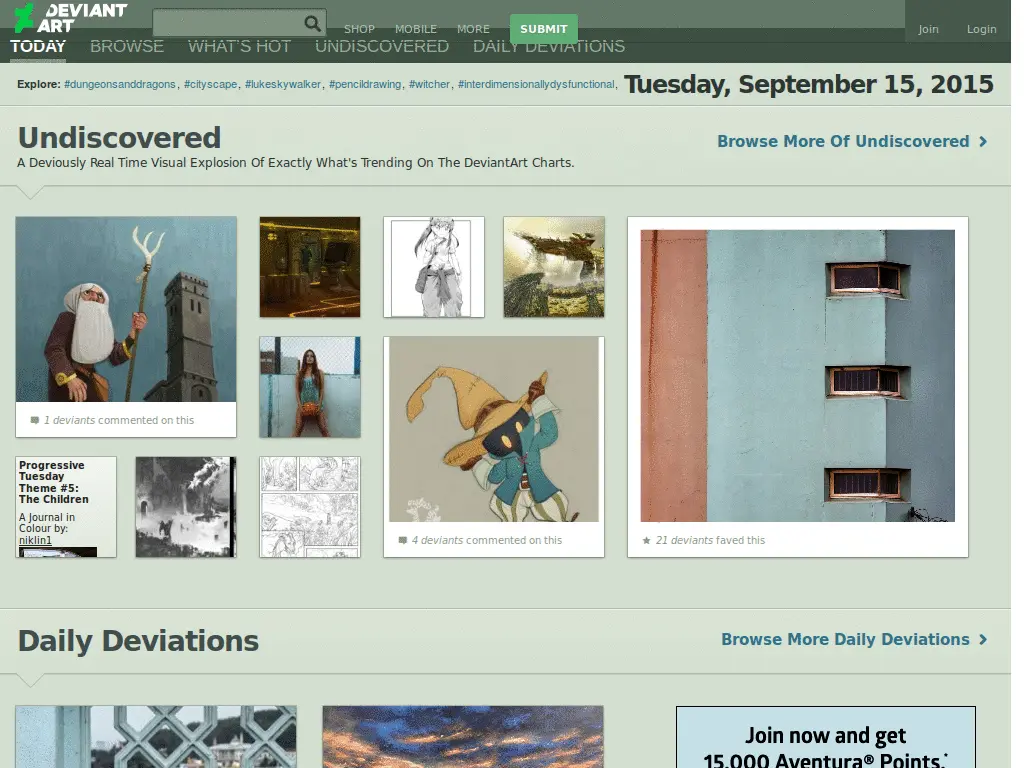 DEVIANT
ART
SHOP MOBILE MORE SUBMIT Join Login
TODAY BROWSE WHAT'S HOT UNDISCOVERED DAILY DEVIATIONS
Explore: #dungeonsanddragons, #cityscape, #lukeskywalker, #pencildrawing, #witcher, #interdimensionallydysfunctional, Tuesday, September 15, 2015
Undiscovered
Browse More Of Undiscovered
A Deviously Real Time Visual Explosion Of Exactly What's Trending On The DeviantArt Charts.
1 deviants commented on this
Progressive
Tuesday
Theme #5:
The Children
A Journal in
Colour by:
niklin1
4 deviants commented on this
21 deviants faved this
Daily Deviations
Browse More Daily Deviations
Join now and get
15,000 Aventura® Points.*